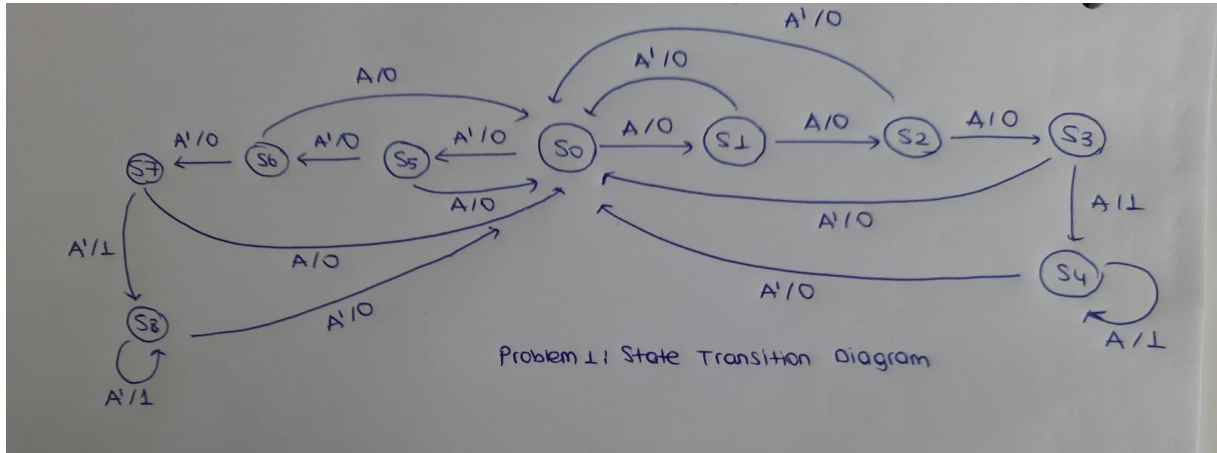 A'/0
A'/0
A/0
A'/0
A'/0
A'/0
A/0
A/0
A/0
S7
S6
S5
S0
S1
S2
S3
A/0
A'/0
A/1
A'/1
A/0
S4
A'/0
S8
A'/0
A/1
Problem 1: State Transition Diagram
A'/1